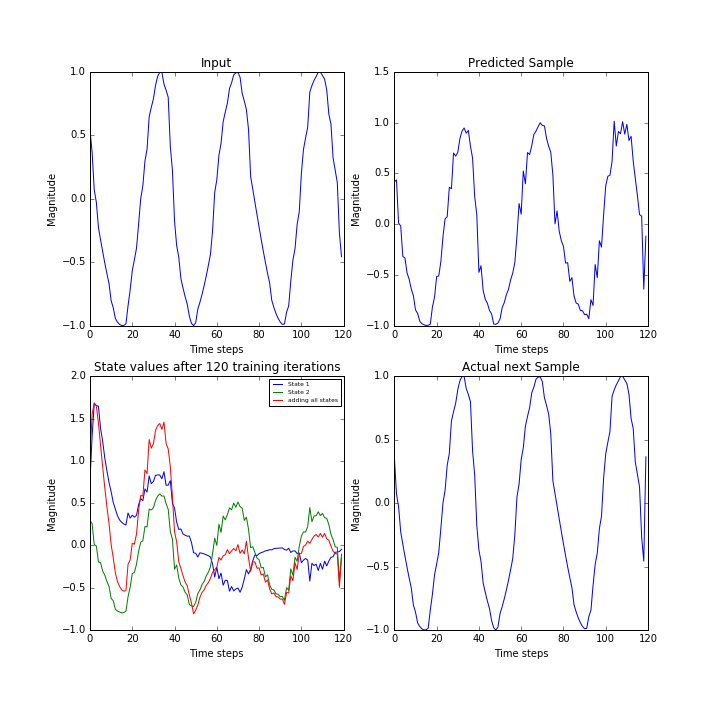 Input
Magnitude
1.0
0.5
0.0
−0.5
−1.0
0 20 40 60 80 100 120
Time steps
Predicted Sample
Magnitude
1.5
1.0
0.5
0.0
−0.5
−1.0
0 20 40 60 80 100 120
Time steps
State values after 120 training iterations
Magnitude
2.0
1.5
1.0
0.5
0.0
−0.5
−1.0
State 1
State 2
adding all states
0 20 40 60 80 100 120
Time steps
Actual next Sample
Magnitude
1.0
0.5
0.0
−0.5
−1.0
0 20 40 60 80 100 120
Time steps